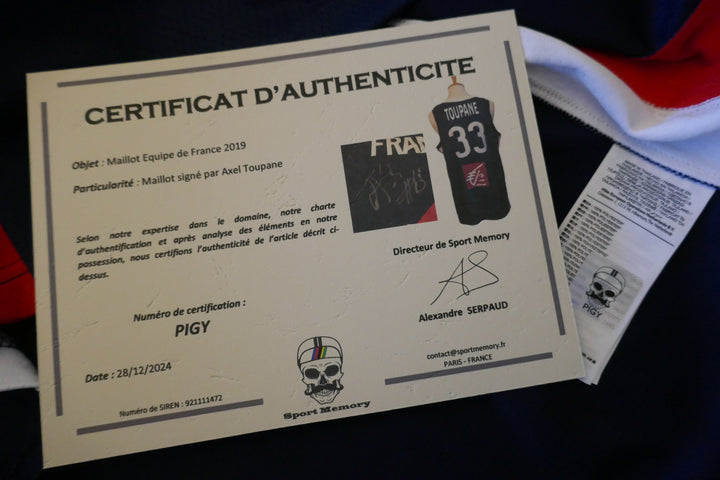 CERTIFICAT D'AUTHENTICITE
Objet : Maillot Equipe de France 2019
Particularité : Maillot signé par Axel Toupane
Selon notre expertise dans le domaine, notre charte
d'authentification et après analyse des éléments en notre
possession, nous certifions l'authenticité de l'article décrit ci-
dessus.
Numéro de certification :
PIGY
Date : 28/12/2024
Numéro de SIREN : 921111472
FRA
TOUPANE
33
Directeur de Sport Memory
Alexandre SERPAUD
contact@sportmemory.fr
PARIS - FRANCE
Sport Memory
PIGY